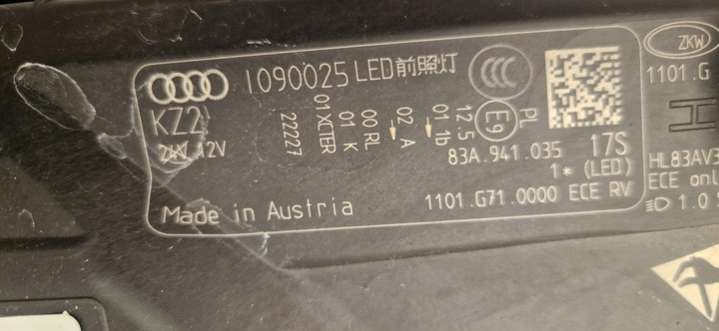 I090025 LED前照灯
CCC
ZKW
1101.G
KZ2
12V
22227
01 XC1ER
01 K
00 RL
02 A
01 1b
12.5
E9
PL
83A.941.035
17S
1* (LED)
1101.G71.0000 ECE RV
Made in Austria
HL83AV3
ECE onl
1.0